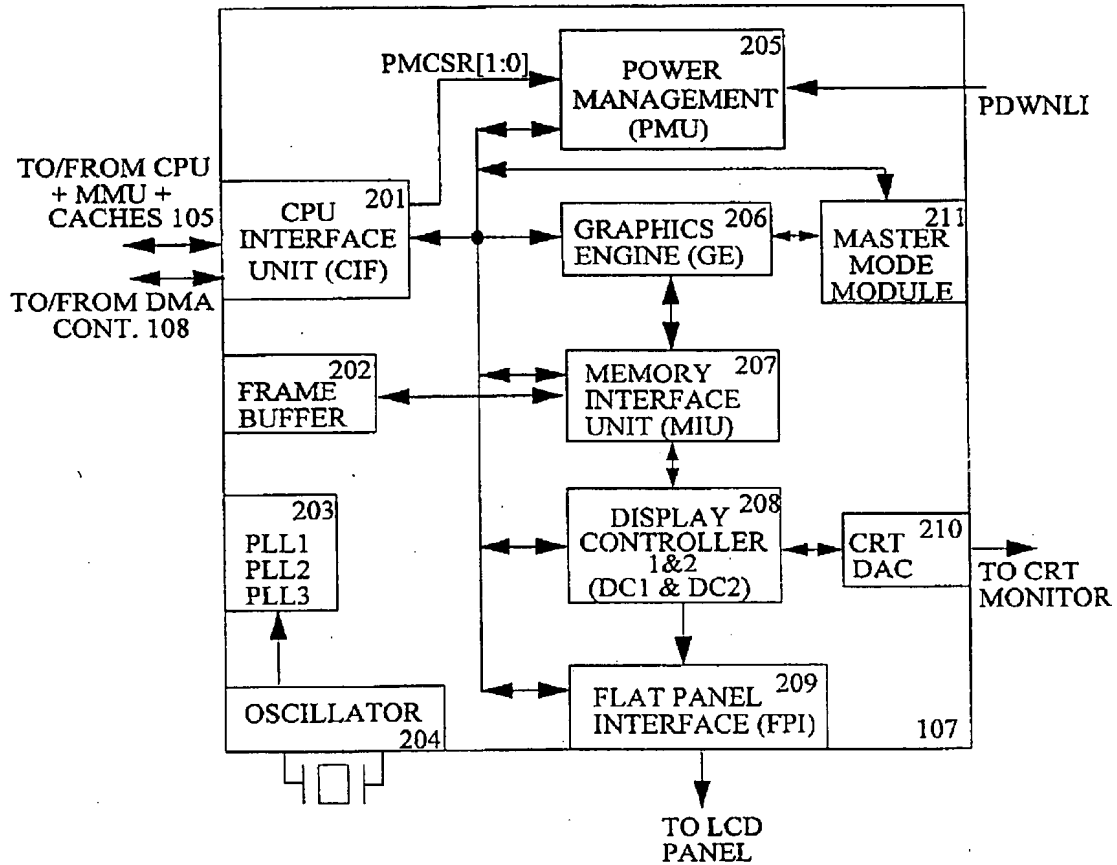 205
POWER
MANAGEMENT
(PMU)
PMCSR[1:0]
PDWNLI
TO/FROM CPU
+ MMU +
CACHES 105
201
CPU
INTERFACE
UNIT (CIF)
TO/FROM DMA
CONT. 108
206
GRAPHICS
ENGINE (GE)
211
MASTER
MODE
MODULE
202
FRAME
BUFFER
207
MEMORY
INTERFACE
UNIT (MIU)
203
PLL1
PLL2
PLL3
208
DISPLAY
CONTROLLER
1&2
(DC1 & DC2)
210
CRT
DAC
TO CRT
MONITOR
OSCILLATOR
204
209
FLAT PANEL
INTERFACE (FPI)
107
TO LCD
PANEL